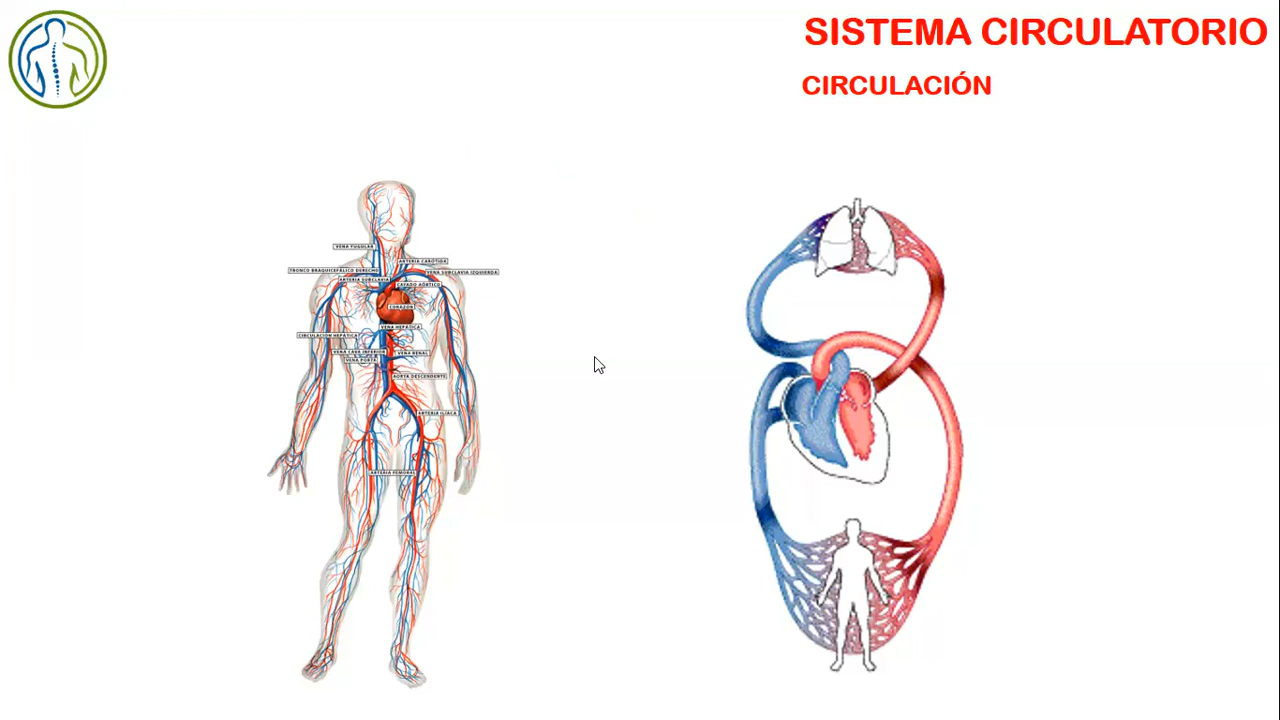 SISTEMA CIRCULATORIO
CIRCULACIÓN
VENA YUGULAR
ARTERIA CARÓTIDA
TRONCO BRAQUICEFÁLICO DERECHO
VENA SUBCLAVIA IZQUIERDA
ARTERIA SUBCLAVIA
CAYADO AÓRTICO
CORAZÓN
VENA HEPÁTICA
CIRCULACIÓN HEPÁTICA
VENA CAVA INFERIOR
VENA RENAL
VENA PORTA
AORTA DESCENDENTE
ARTERIA ILÍACA
ARTERIA FEMORAL